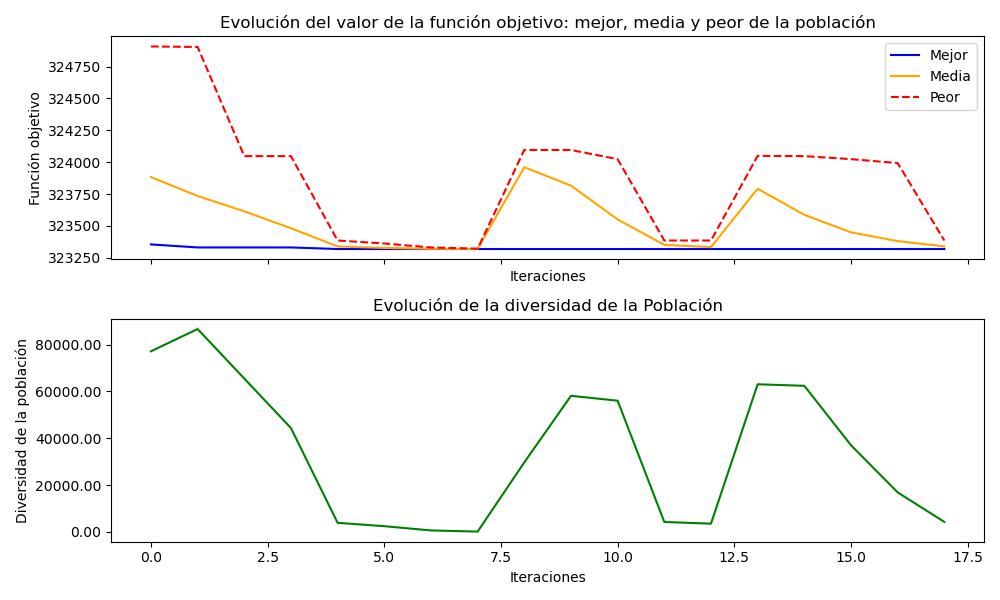 Evolución del valor de la función objetivo: mejor, media y peor de la población
Función objetivo
324750
324500
324250
324000
323750
323500
323250
Mejor
Media
Peor
Iteraciones
Evolución de la diversidad de la Población
Diversidad de la población
80000.00
60000.00
40000.00
20000.00
0.00
0.0 2.5 5.0 7.5 10.0 12.5 15.0 17.5
Iteraciones